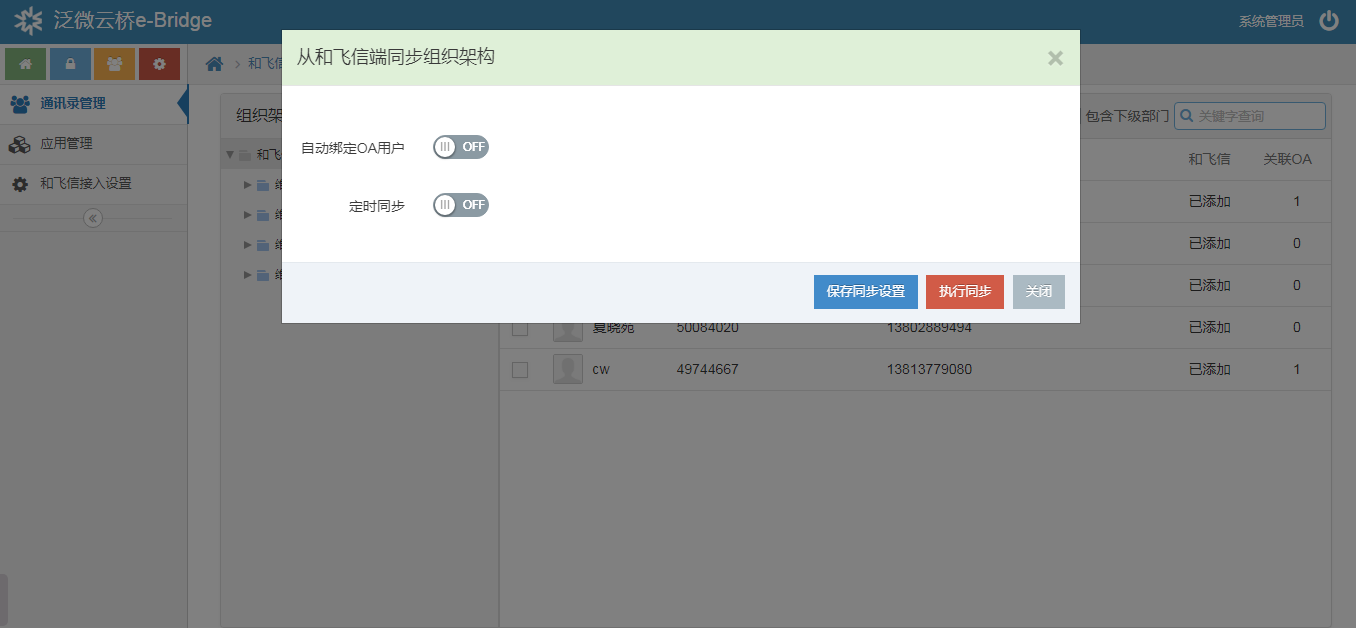 泛微云桥e-Bridge
系统管理员
和飞信
通讯录管理
应用管理
和飞信接入设置
从和飞信端同步组织架构
自动绑定OA用户
OFF
定时同步
OFF
保存同步设置
执行同步
关闭
组织架
包含下级部门
关键字查询
和飞
和飞信
关联OA
已添加
1
已添加
0
已添加
0
夏晓苑
50084020
13802889494
已添加
0
cw
49744667
13813779080
已添加
1